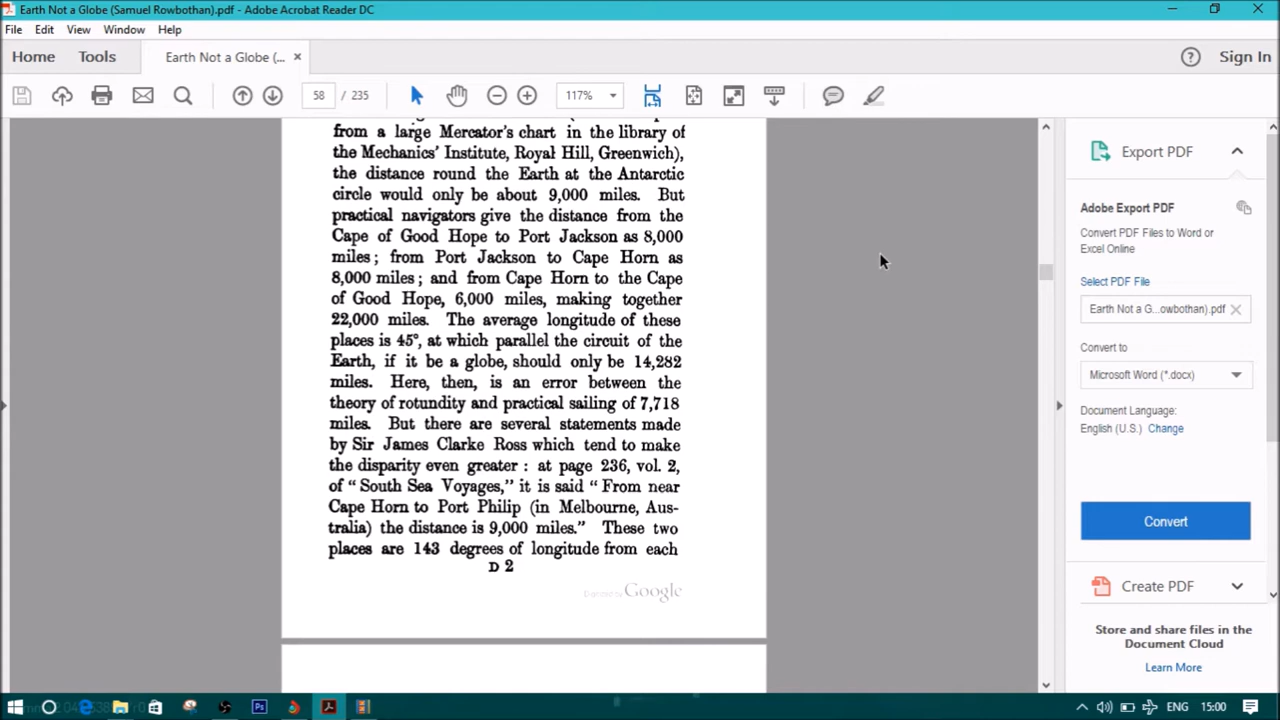 Earth Not a Globe (Samuel Rowbothan).pdf - Adobe Acrobat Reader DC
File Edit View Window Help
Home Tools Earth Not a Globe (... × Sign In
58 / 235 117%
from a large Mercator's chart in the library of
the Mechanics' Institute, Royal Hill, Greenwich),
the distance round the Earth at the Antarctic
circle would only be about 9,000 miles. But
practical navigators give the distance from the
Cape of Good Hope to Port Jackson as 8,000
miles; from Port Jackson to Cape Horn as
8,000 miles; and from Cape Horn to the Cape
of Good Hope, 6,000 miles, making together
22,000 miles. The average longitude of these
places is 45°, at which parallel the circuit of the
Earth, if it be a globe, should only be 14,282
miles. Here, then, is an error between the
theory of rotundity and practical sailing of 7,718
miles. But there are several statements made
by Sir James Clarke Ross which tend to make
the disparity even greater: at page 236, vol. 2,
of "South Sea Voyages," it is said "From near
Cape Horn to Port Philip (in Melbourne, Aus-
tralia) the distance is 9,000 miles." These two
places are 143 degrees of longitude from each
D 2
Google
Export PDF
Adobe Export PDF
Convert PDF Files to Word or
Excel Online
Select PDF File
Earth Not a G...owbothan).pdf
Convert to
Microsoft Word (*.docx)
Document Language:
English (U.S.) Change
Convert
Create PDF
Store and share files in the
Document Cloud
Learn More
ENG 15:00